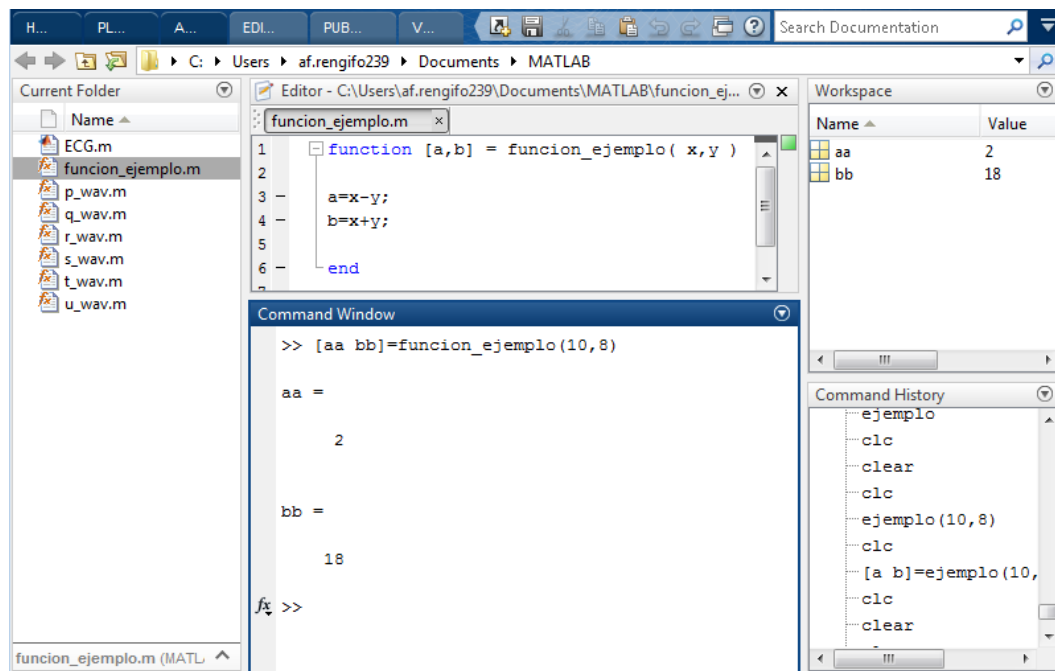 H... PL... A... EDI... PUB... V... Search Documentation
C: Users af.rengifo239 Documents MATLAB
Current Folder
Name
ECG.m
funcion_ejemplo.m
p_wav.m
q_wav.m
r_wav.m
s_wav.m
t_wav.m
u_wav.m
funcion_ejemplo.m (MATL
Editor - C:\Users\af.rengifo239\Documents\MATLAB\funcion_ej...
funcion_ejemplo.m
1 function [a,b] = funcion_ejemplo( x,y )
2
3 - a=x-y;
4 - b=x+y;
5
6 - end
Command Window
>> [aa bb]=funcion_ejemplo(10,8)
aa =
2
bb =
18
fx >>
Workspace
Name Value
aa 2
bb 18
Command History
ejemplo
clc
clear
clc
ejemplo(10,8)
clc
[a b]=ejemplo(10,
clc
clear